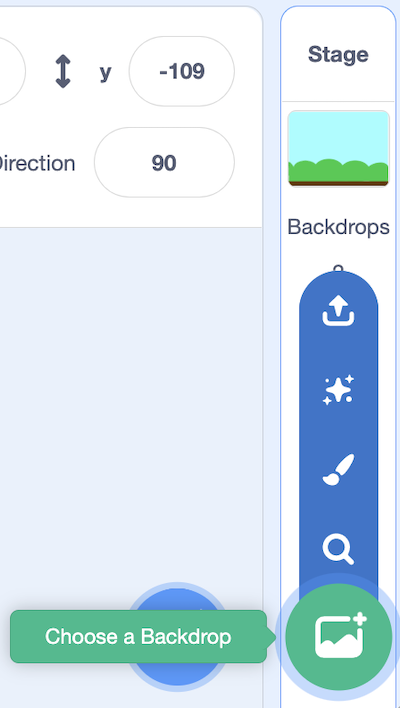 Stage
y
-109
Direction
90
Backdrops
Choose a Backdrop